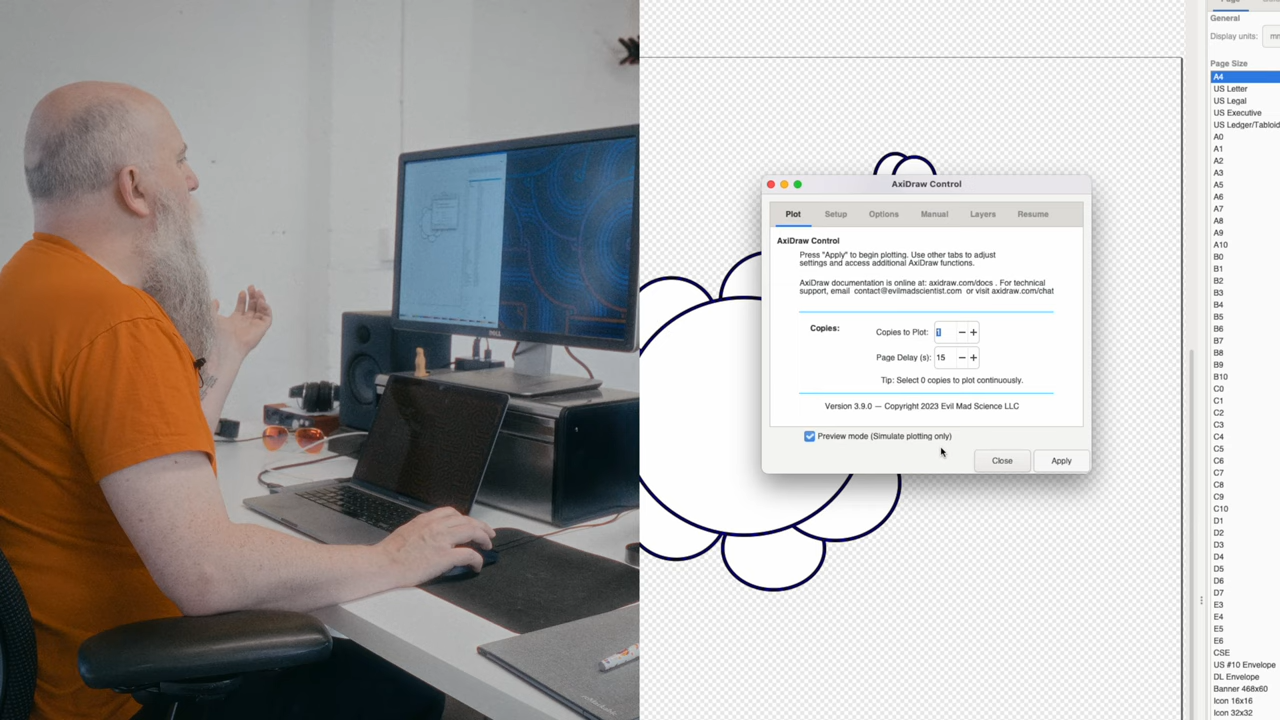 DELL
Page
General
Display units: mm
Page Size
A4
US Letter
US Legal
US Executive
US Ledger/Tabloid
A0
A1
A2
A3
A5
A6
A7
A8
A9
A10
B0
B1
B2
B3
B4
B5
B6
B7
B8
B9
B10
C0
C1
C2
C3
C4
C5
C6
C7
C8
C9
C10
D1
D2
D3
D4
D5
D6
D7
E3
E4
E5
E6
CSE
US #10 Envelope
DL Envelope
Banner 468x60
Icon 16x16
Icon 32x32
AxiDraw Control
Plot Setup Options Manual Layers Resume
AxiDraw Control
Press "Apply" to begin plotting. Use other tabs to adjust
settings and access additional AxiDraw functions.
AxiDraw documentation is online at: axidraw.com/docs . For technical
support, email contact@evilmadscientist.com or visit axidraw.com/chat
Copies:
Copies to Plot: 1
Page Delay (s): 15
Tip: Select 0 copies to plot continuously.
Version 3.9.0 — Copyright 2023 Evil Mad Science LLC
Preview mode (Simulate plotting only)
Close Apply